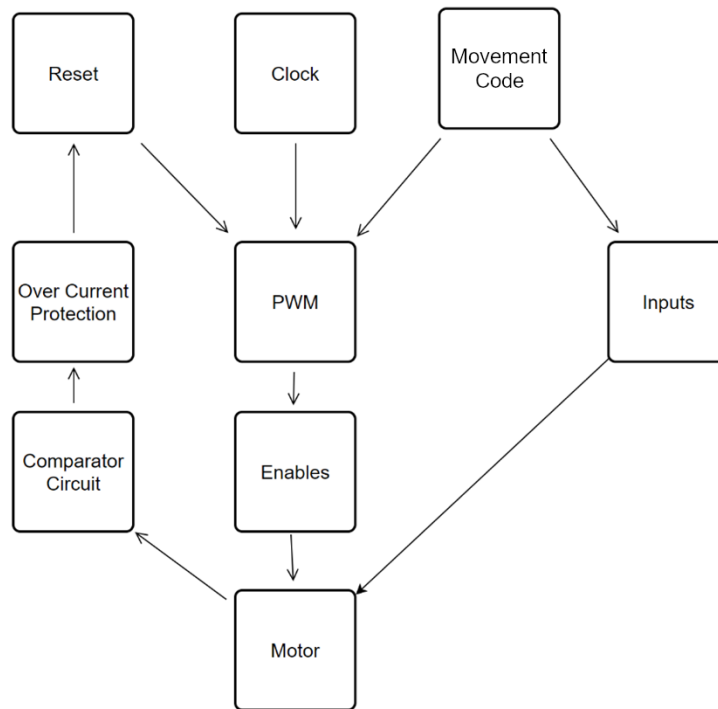 Reset
Clock
Movement
Code
Over Current
Protection
PWM
Inputs
Comparator
Circuit
Enables
Motor